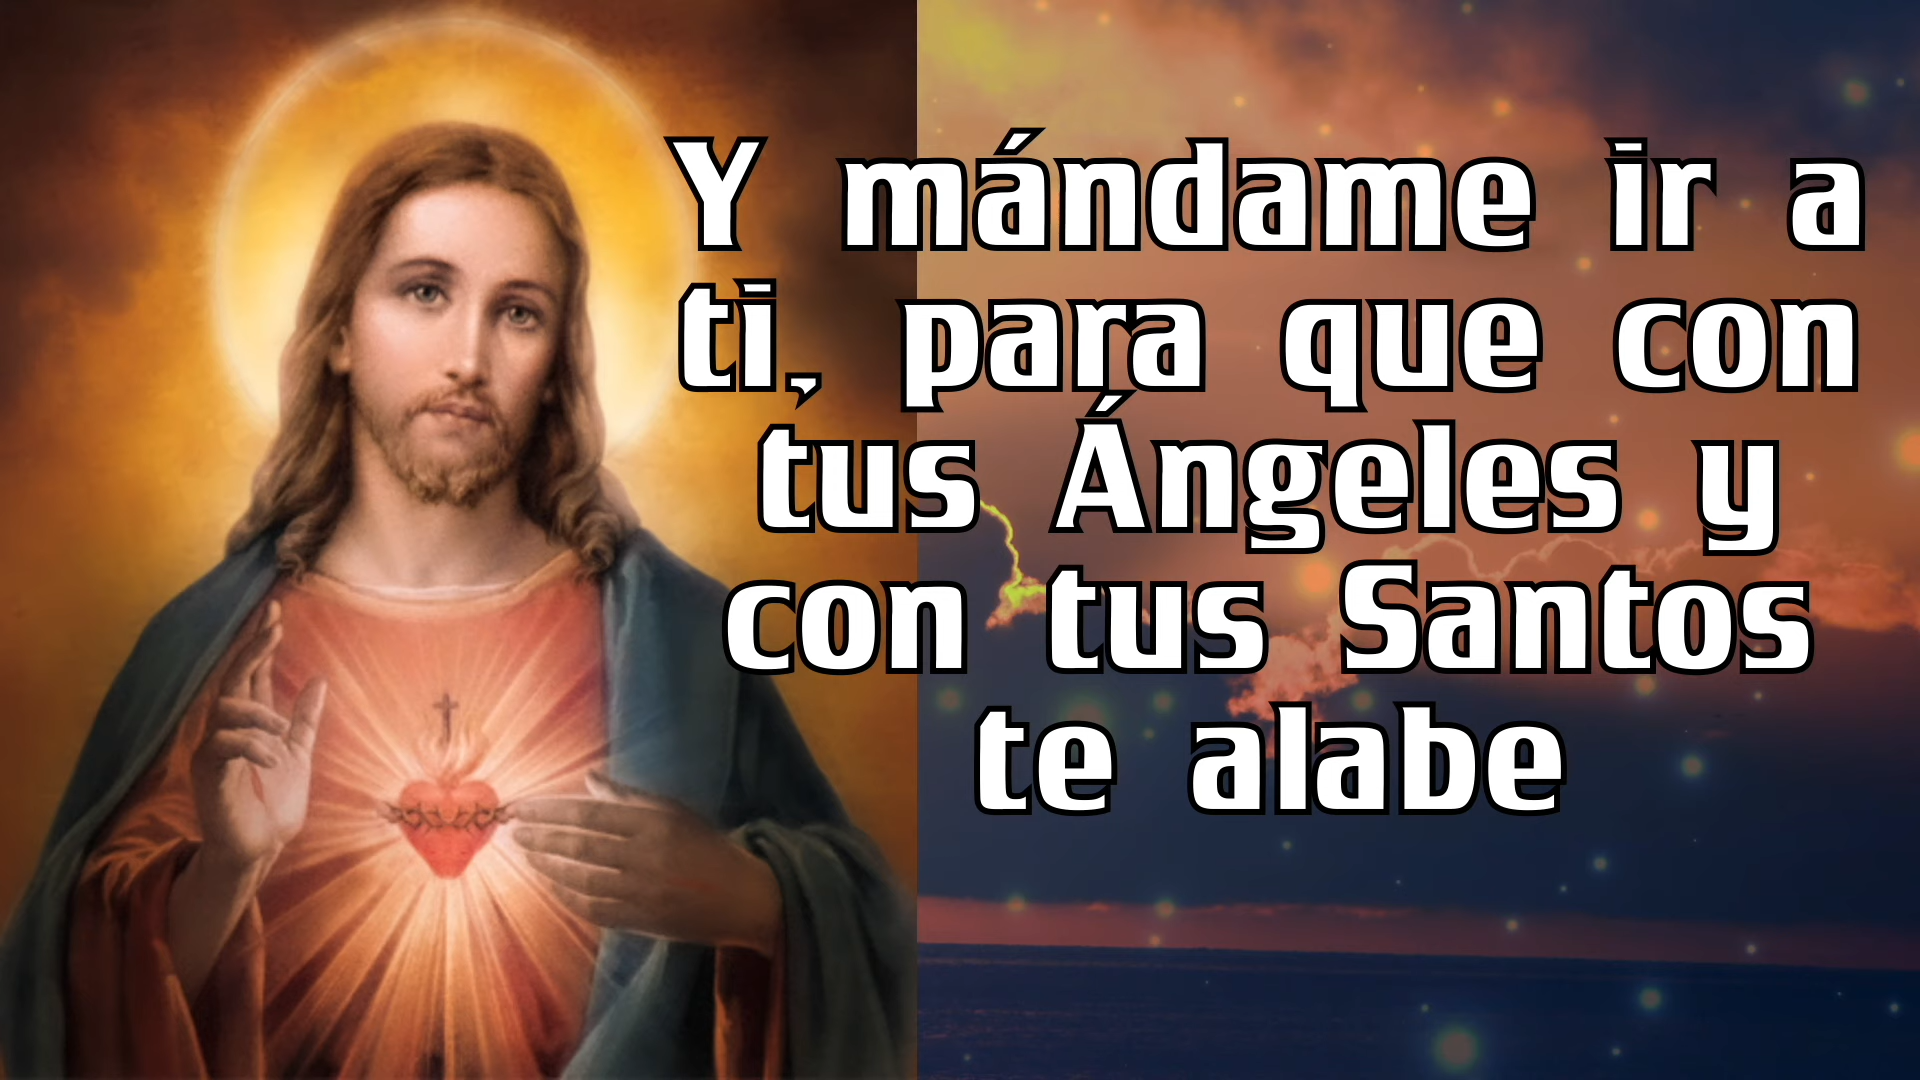 Y mándame ir a
ti, para que con
tus Ángeles y
con tus Santos
te alabe